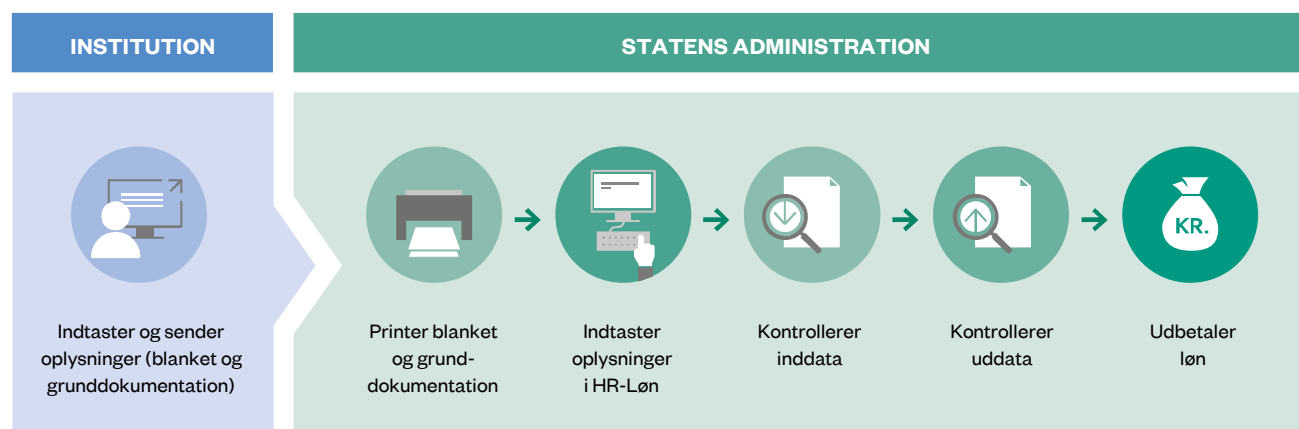 INSTITUTION
STATENS ADMINISTRATION
KR.
Indtaster og sender
oplysninger (blanket og
grunddokumentation)
Printer blanket
og grund-
dokumentation
Indtaster
oplysninger
i HR-Løn
Kontrollerer
inddata
Kontrollerer
uddata
Udbetaler
løn